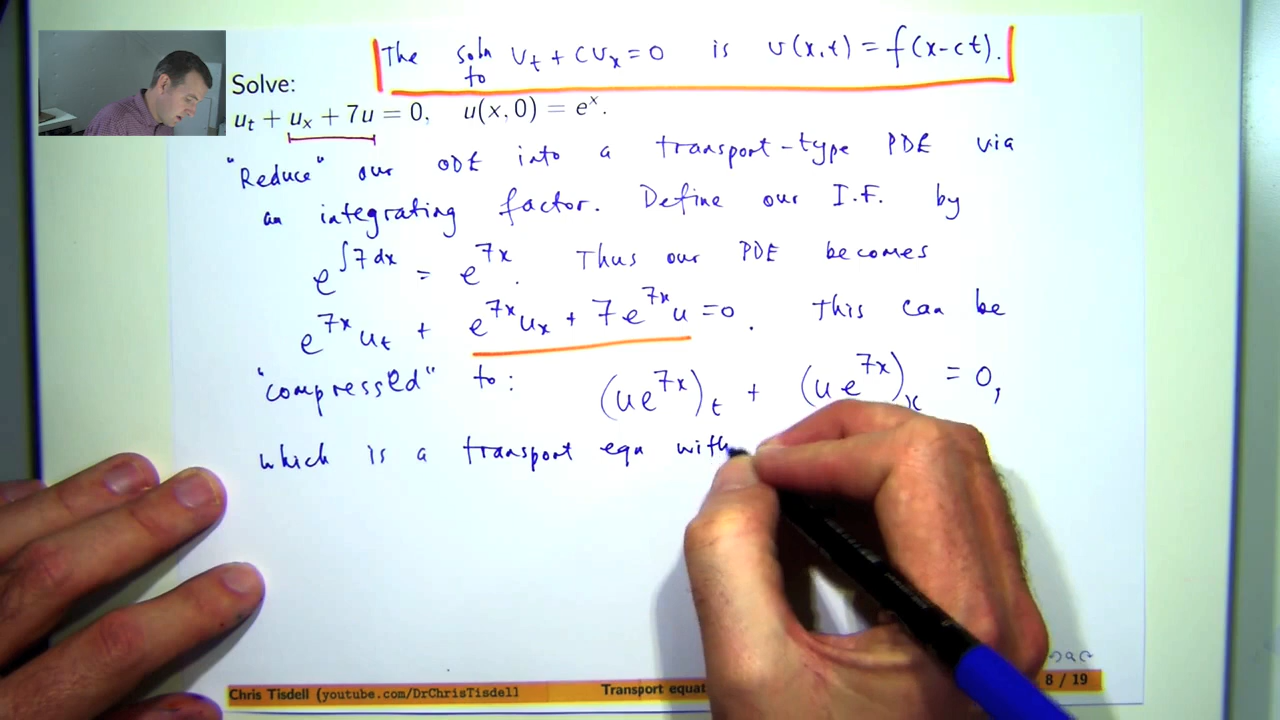 The soln to v_t + cv_x = 0 is v(x,t) = f(x-ct).
Solve:
u_t + u_x + 7u = 0, u(x, 0) = e^x.
"Reduce" our ODE into a transport-type PDE via
an integrating factor. Define our I.F. by
e^{∫7dx} = e^{7x}. Thus our PDE becomes
e^{7x}u_t + e^{7x}u_x + 7e^{7x}u = 0. This can be
"compressed" to: (ue^{7x})_t + (ue^{7x})_x = 0,
which is a transport eqn with
Chris Tisdell (youtube.com/DrChrisTisdell Transport equat 8 / 19